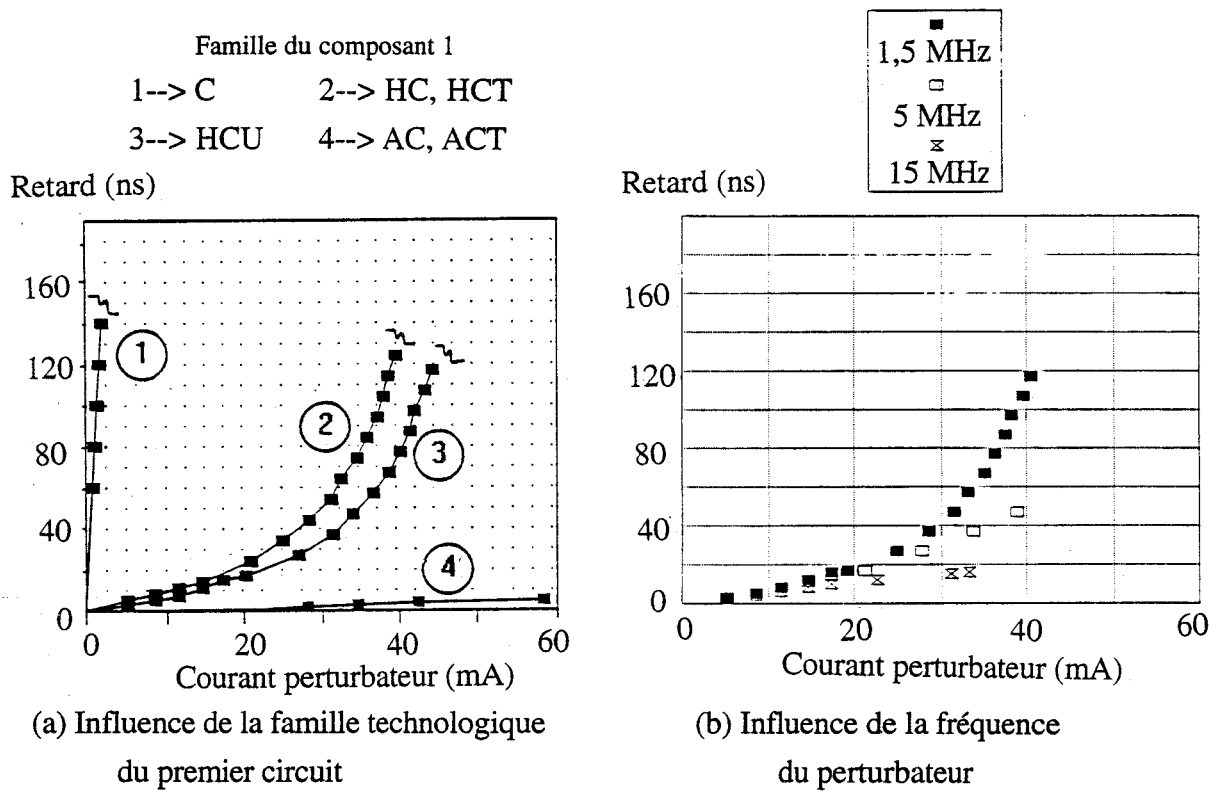 Famille du composant 1
1--> C 2--> HC, HCT
3--> HCU 4--> AC, ACT
Retard (ns)
160
120
80
40
0
1
2
3
4
0 20 40 60
Courant perturbateur (mA)
(a) Influence de la famille technologique
du premier circuit
1,5 MHz
5 MHz
15 MHz
Retard (ns)
160
120
80
40
0
0 20 40 60
Courant perturbateur (mA)
(b) Influence de la fréquence
du perturbateur